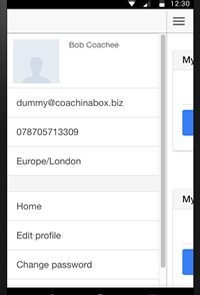 12:30
Bob Coachee
dummy@coachinabox.biz
078705713309
Europe/London
Home
Edit profile
Change password
My
My